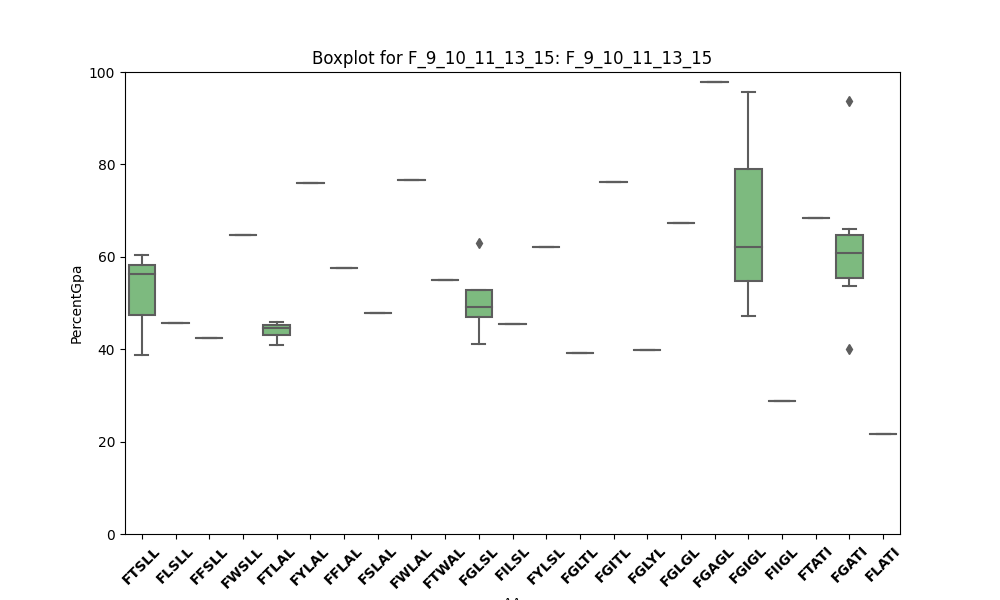 Boxplot for F_9_10_11_13_15: F_9_10_11_13_15
100
80
60
40
20
0
PercentGpa
FTSLL
FLSLL
FFSLL
FWSLL
FTLAL
FYLAL
FFLAL
FSLAL
FWLAL
FTWAL
FGLSL
FILSL
FYLSL
FGLTL
FGITL
FGLYL
FGLGL
FGAGL
FGIGL
FIIGL
FTATI
FGATI
FLATI